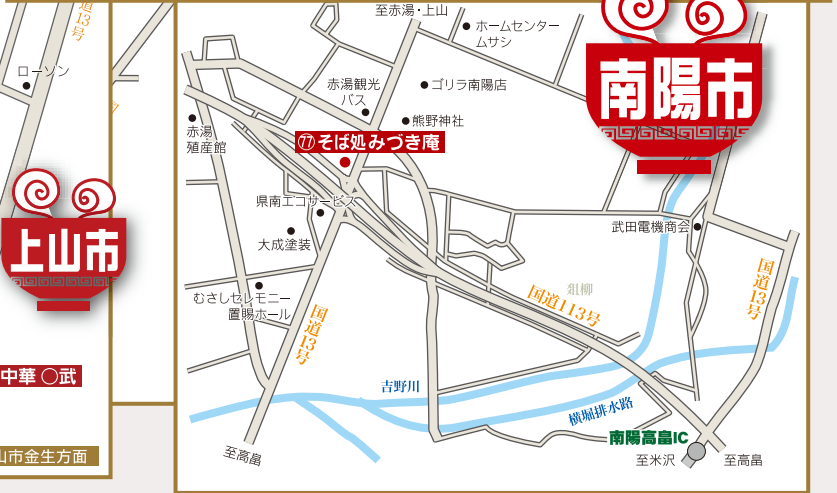 道13号
ローソン
上山市
中華 〇武
山市金生方面
至赤湯・上山
ホームセンター
ムサシ
赤湯観光
バス
ゴリラ南陽店
熊野神社
赤湯
殖産館
77そば処みづき庵
南陽市
県南エコサービス
大成塗装
武田電機商会
むさしセレモニー
置賜ホール
国道13号
俎柳
国道113号
国道13号
吉野川
横堀排水路
南陽高畠IC
至高畠
至米沢
至高畠